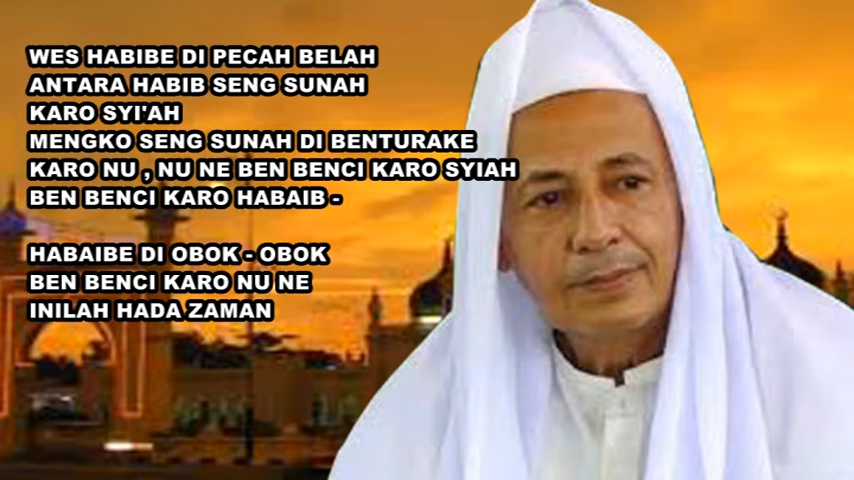 WES HABIBE DI PECAH BELAH
ANTARA HABIB SENG SUNAH
KARO SYI'AH
MENGKO SENG SUNAH DI BENTURAKE
KARO NU , NU NE BEN BENCI KARO SYIAH
BEN BENCI KARO HABAIB -
HABAIBE DI OBOK - OBOK
BEN BENCI KARO NU NE
INILAH HADA ZAMAN